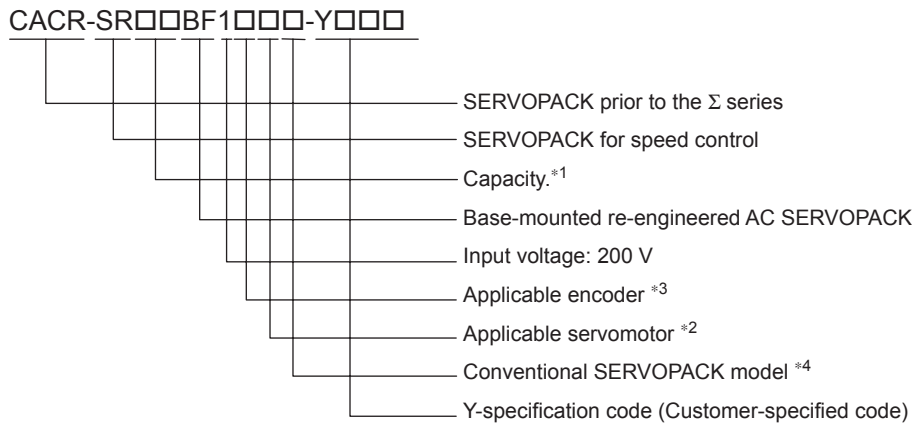 CACR-SR□□BF1□□□-Y□□□
SERVOPACK prior to the Σ series
SERVOPACK for speed control
Capacity.*1
Base-mounted re-engineered AC SERVOPACK
Input voltage: 200 V
Applicable encoder *3
Applicable servomotor *2
Conventional SERVOPACK model *4
Y-specification code (Customer-specified code)